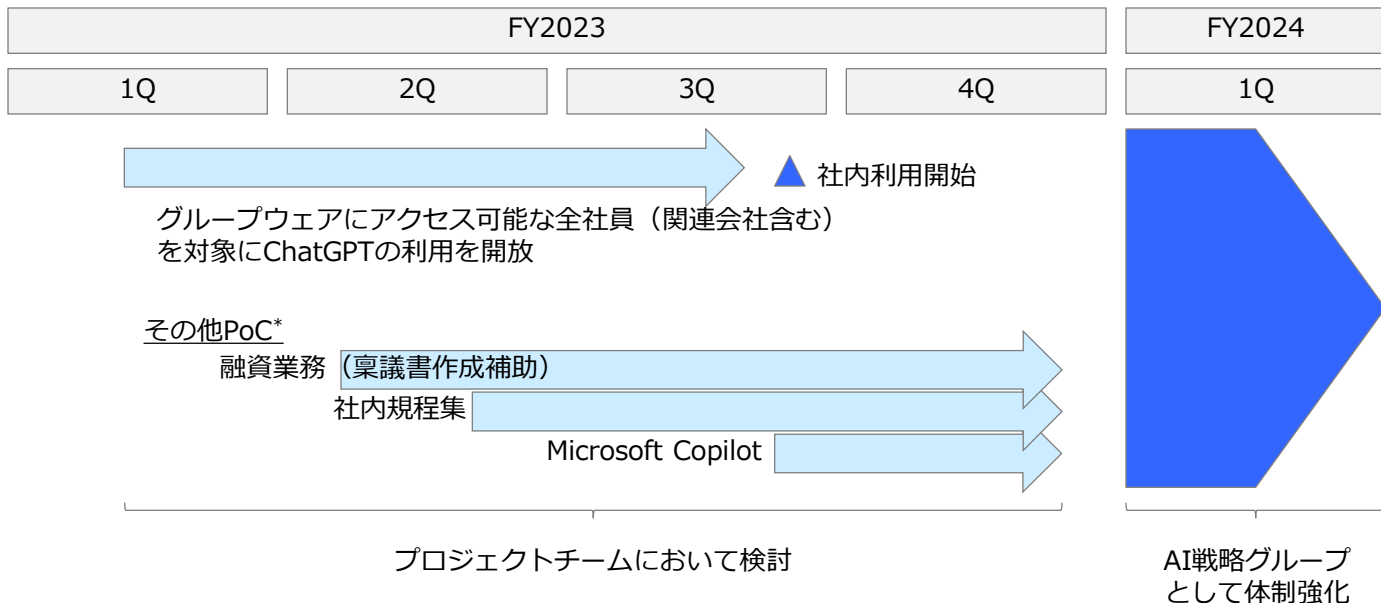 FY2023
FY2024
1Q
2Q
3Q
4Q
1Q
社内利用開始
グループウェアにアクセス可能な全社員（関連会社含む）
を対象にChatGPTの利用を開放
その他PoC*
融資業務（稟議書作成補助）
社内規程集
Microsoft Copilot
プロジェクトチームにおいて検討
AI戦略グループ
として体制強化